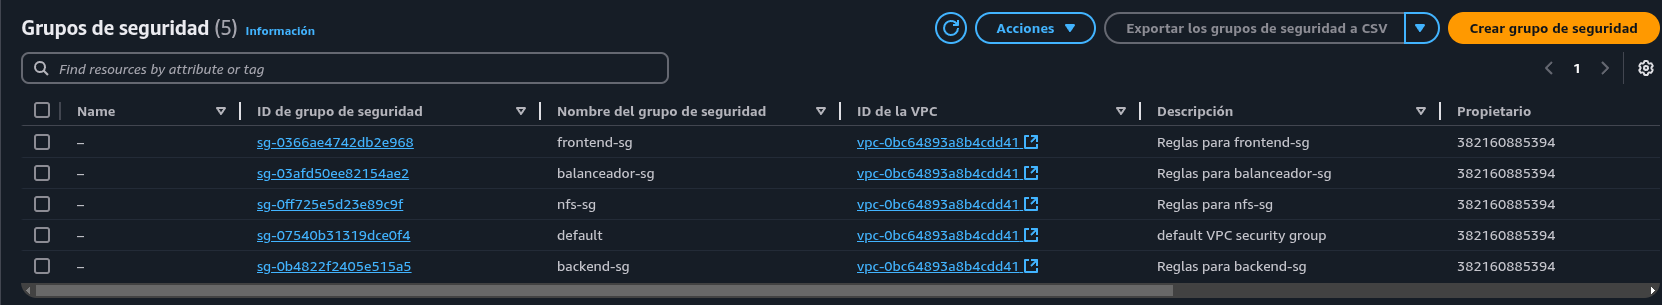 Grupos de seguridad (5) Información
Acciones Exportar los grupos de seguridad a CSV Crear grupo de seguridad
Find resources by attribute or tag
1
Name ID de grupo de seguridad Nombre del grupo de seguridad ID de la VPC Descripción Propietario
– sg-0366ae4742db2e968 frontend-sg vpc-0bc64893a8b4cdd41 Reglas para frontend-sg 382160885394
– sg-03afd50ee82154ae2 balanceador-sg vpc-0bc64893a8b4cdd41 Reglas para balanceador-sg 382160885394
– sg-0ff725e5d23e89c9f nfs-sg vpc-0bc64893a8b4cdd41 Reglas para nfs-sg 382160885394
– sg-07540b31319dce0f4 default vpc-0bc64893a8b4cdd41 default VPC security group 382160885394
– sg-0b4822f2405e515a5 backend-sg vpc-0bc64893a8b4cdd41 Reglas para backend-sg 382160885394